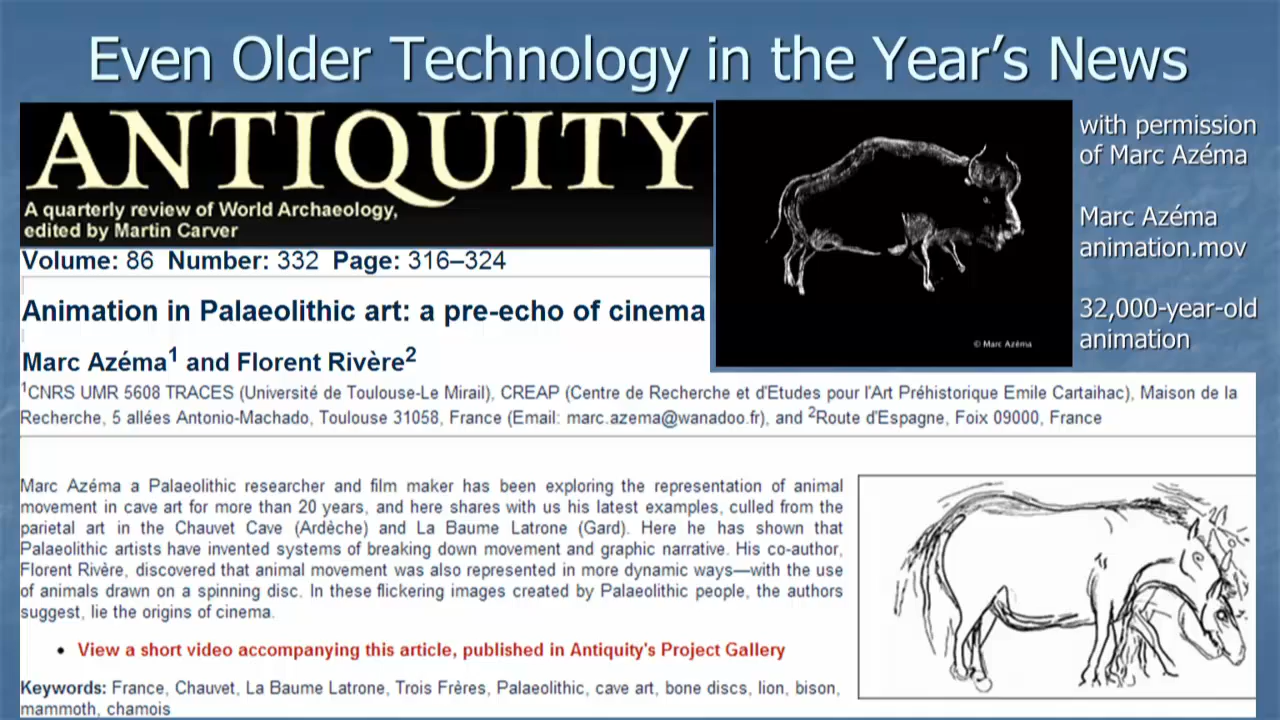 Even Older Technology in the Year's News
ANTIQUITY
A quarterly review of World Archaeology,
edited by Martin Carver
Volume: 86 Number: 332 Page: 316–324
Animation in Palaeolithic art: a pre-echo of cinema
Marc Azéma1 and Florent Rivère2
1CNRS UMR 5608 TRACES (Université de Toulouse-Le Mirail), CREAP (Centre de Recherche et d'Etudes pour l'Art Préhistorique Emile Cartaihac), Maison de la
Recherche, 5 allées Antonio-Machado, Toulouse 31058, France (Email: marc.azema@wanadoo.fr), and 2Route d'Espagne, Foix 09000, France
© Marc Azéma
with permission
of Marc Azéma
Marc Azéma
animation.mov
32,000-year-old
animation
Marc Azéma a Palaeolithic researcher and film maker has been exploring the representation of animal
movement in cave art for more than 20 years, and here shares with us his latest examples, culled from the
parietal art in the Chauvet Cave (Ardèche) and La Baume Latrone (Gard). Here he has shown that
Palaeolithic artists have invented systems of breaking down movement and graphic narrative. His co-author,
Florent Rivère, discovered that animal movement was also represented in more dynamic ways—with the use
of animals drawn on a spinning disc. In these flickering images created by Palaeolithic people, the authors
suggest, lie the origins of cinema.
• View a short video accompanying this article, published in Antiquity's Project Gallery
Keywords: France, Chauvet, La Baume Latrone, Trois Frères, Palaeolithic, cave art, bone discs, lion, bison,
mammoth, chamois